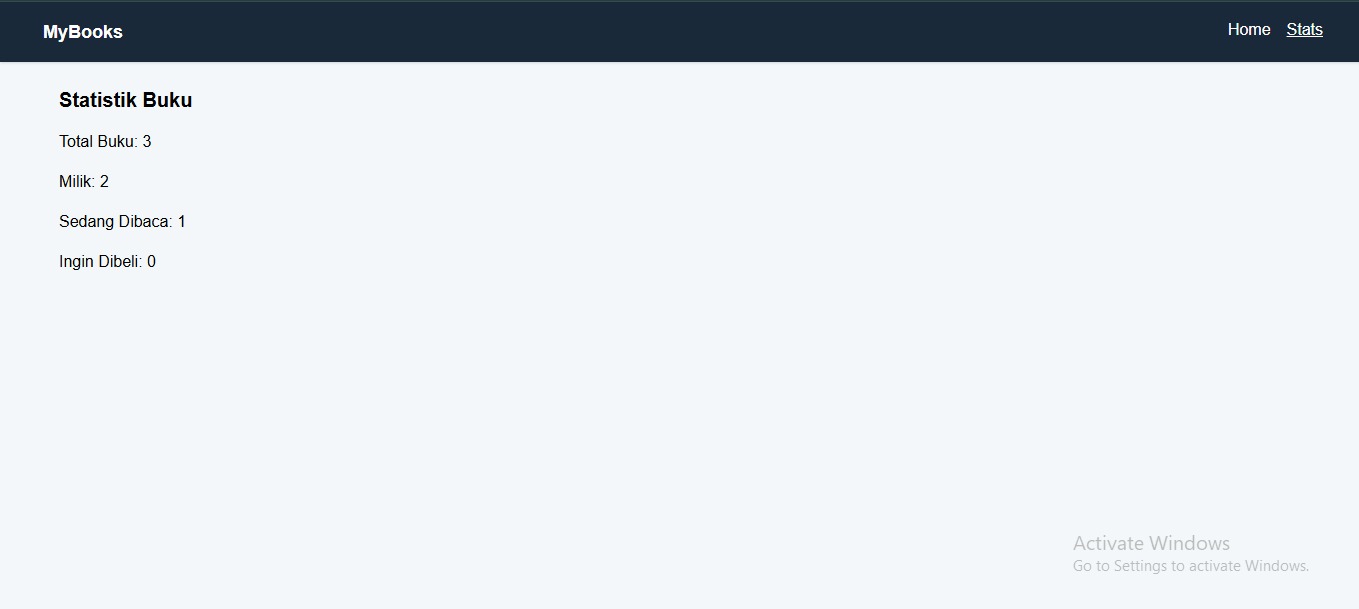 MyBooks
Home Stats
Statistik Buku
Total Buku: 3
Milik: 2
Sedang Dibaca: 1
Ingin Dibeli: 0
Activate Windows
Go to Settings to activate Windows.